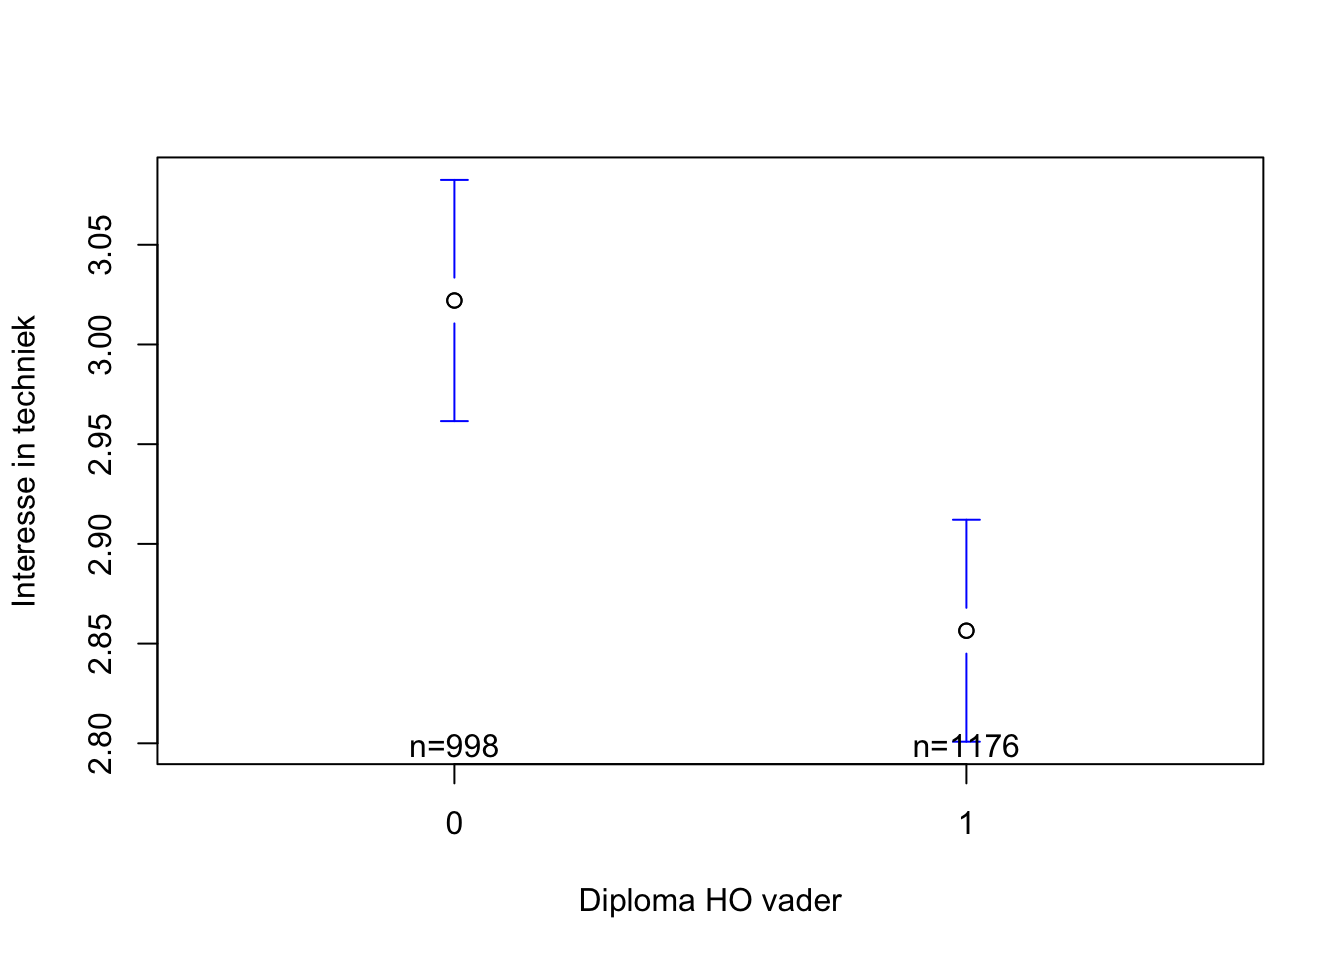 Interesse in techniek
3.05
3.00
2.95
2.90
2.85
2.80
n=998
n=1176
0
1
Diploma HO vader